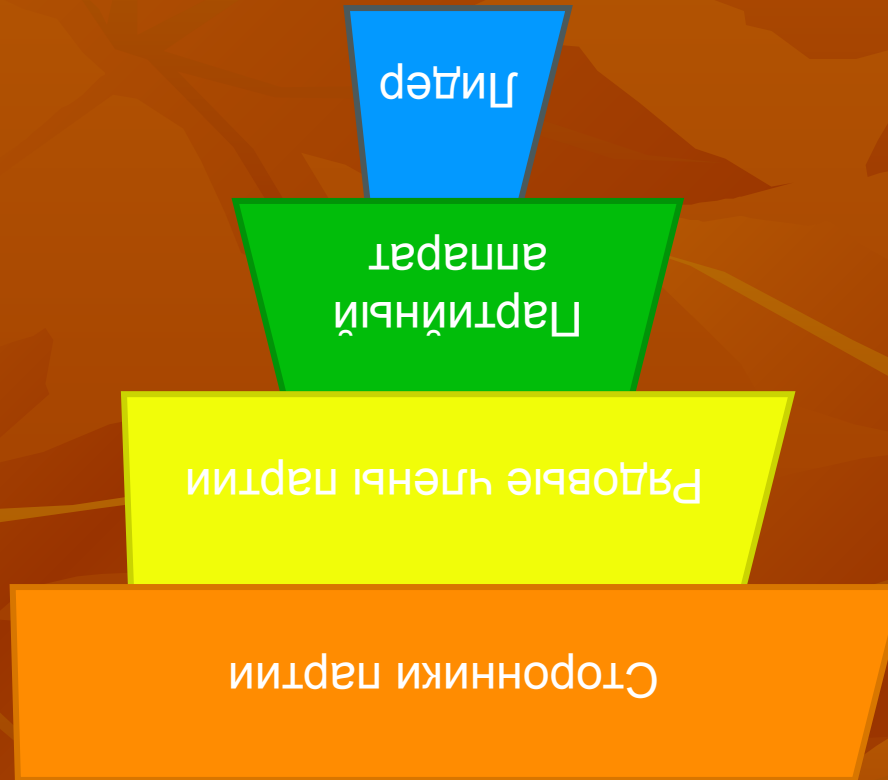 Лидер
Партийный
аппарат
Рядовые члены партии
Сторонники партии